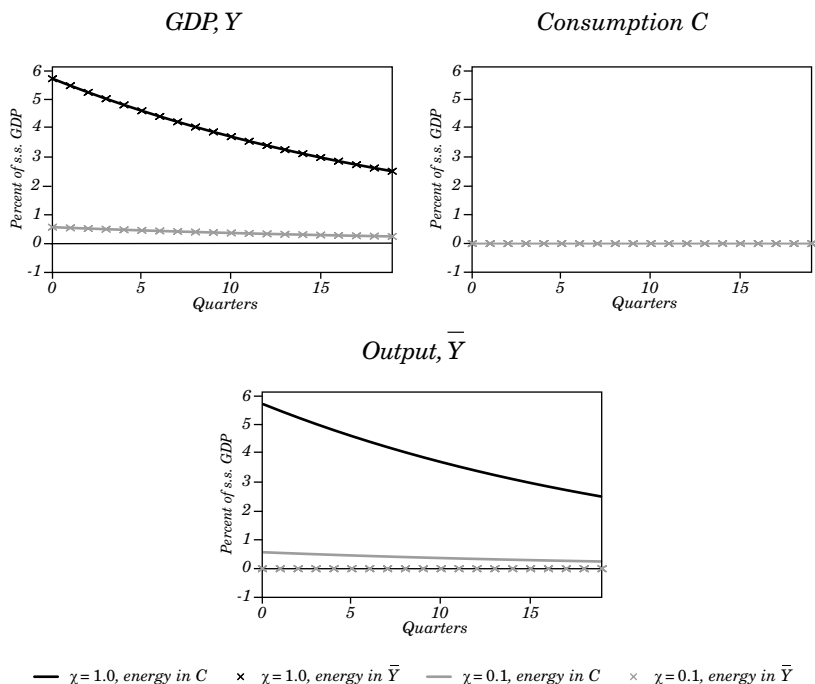 GDP, Y
Consumption C
Percent of s.s. GDP
6
5
4
3
2
1
0
-1
0 5 10 15
Quarters
Percent of s.s. GDP
6
5
4
3
2
1
0
-1
0 5 10 15
Quarters
Output, Y̅
Percent of s.s. GDP
6
5
4
3
2
1
0
-1
0 5 10 15
Quarters
χ = 1.0, energy in C × χ = 1.0, energy in Y̅ χ = 0.1, energy in C × χ = 0.1, energy in Y̅